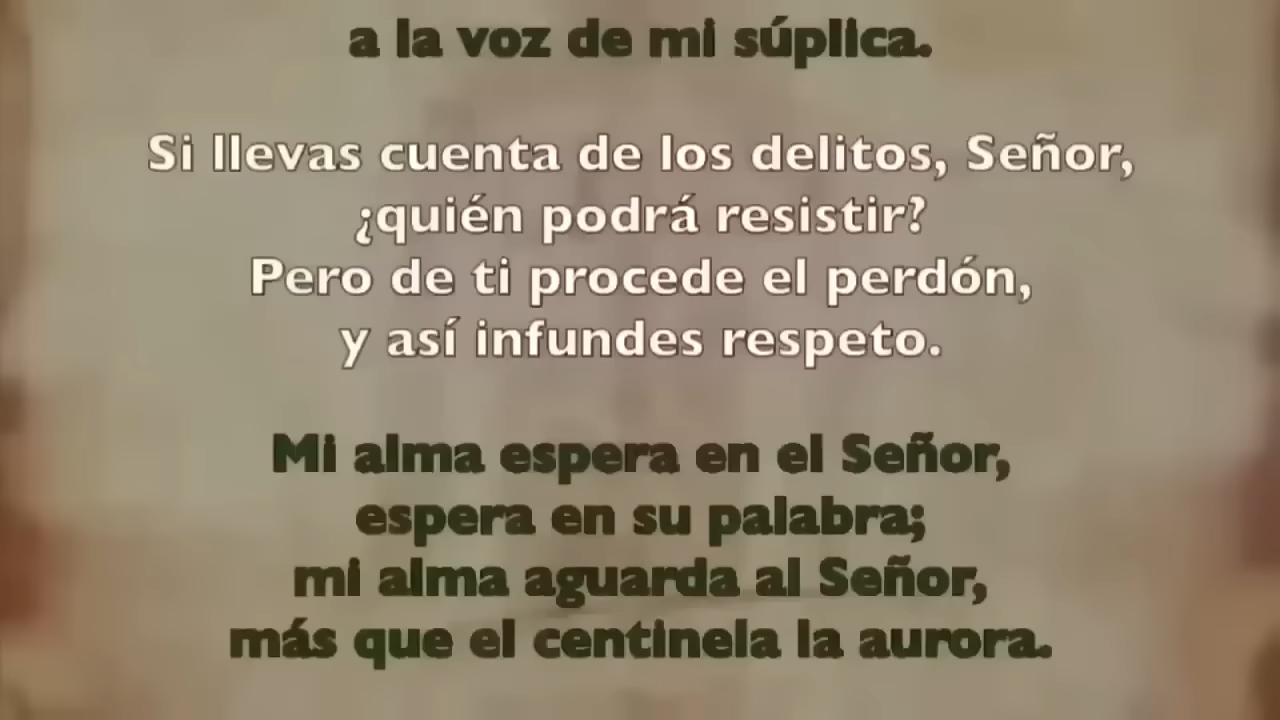 a la voz de mi súplica.
Si llevas cuenta de los delitos, Señor,
¿quién podrá resistir?
Pero de ti procede el perdón,
y así infundes respeto.
Mi alma espera en el Señor,
espera en su palabra;
mi alma aguarda al Señor,
más que el centinela la aurora.